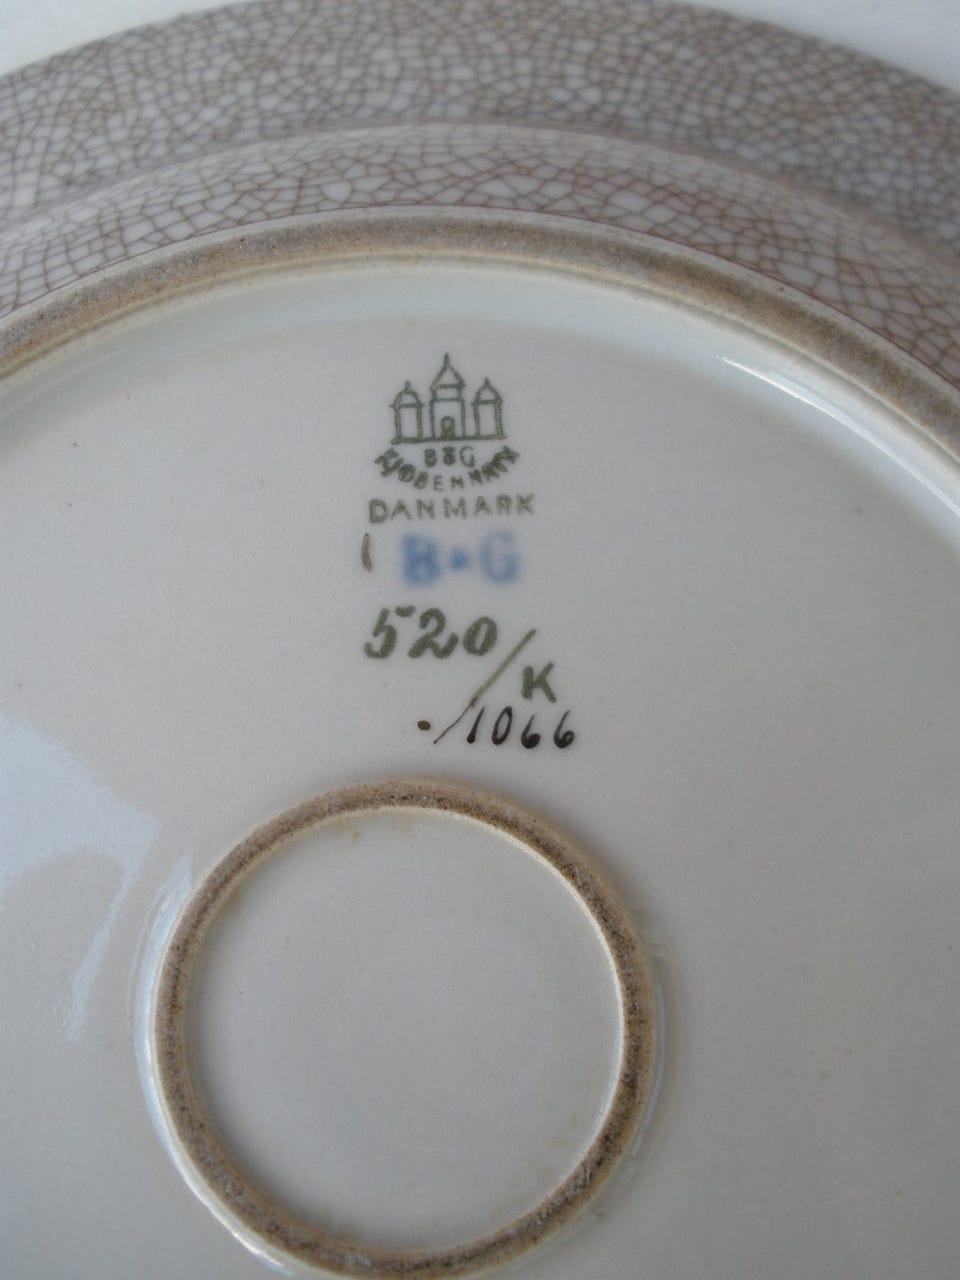 B&G
KJØBENHAVN
DANMARK
B•G
520/K
./1066